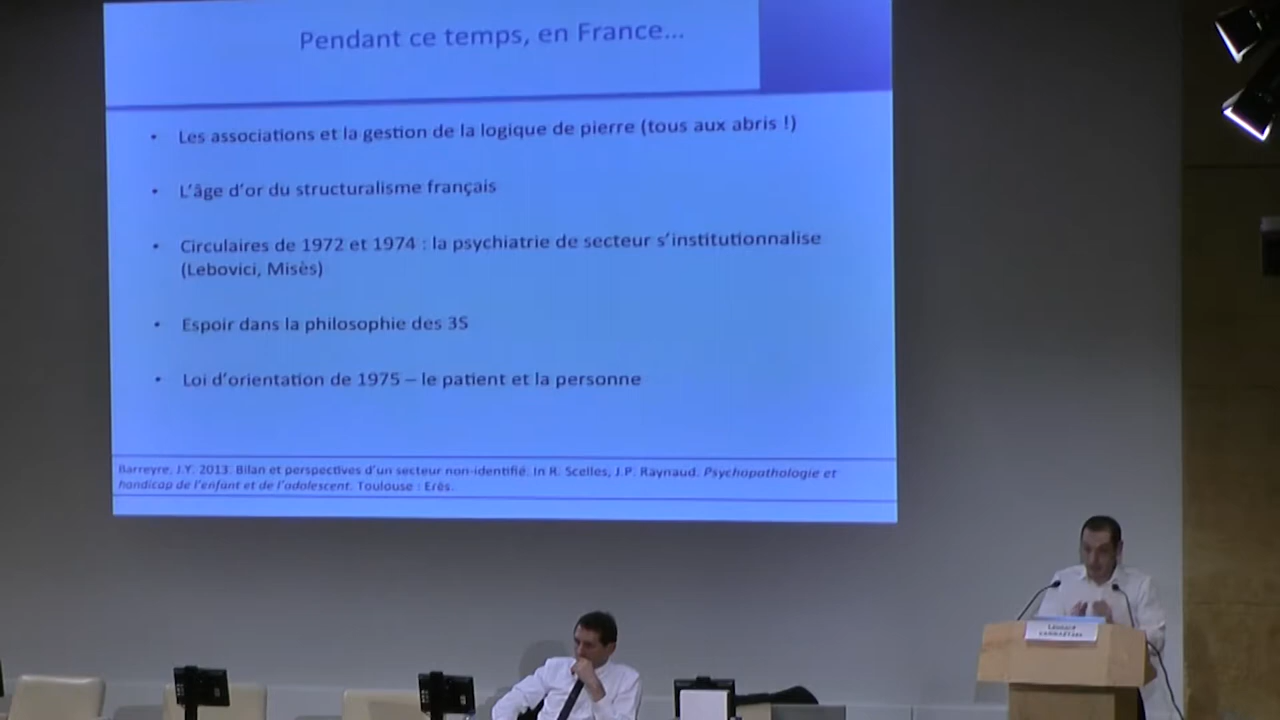 Pendant ce temps, en France...
• Les associations et la gestion de la logique de pierre (tous aux abris !)
• L'âge d'or du structuralisme français
• Circulaires de 1972 et 1974 : la psychiatrie de secteur s'institutionnalise
(Lebovici, Misès)
• Espoir dans la philosophie des 3S
• Loi d'orientation de 1975 – le patient et la personne
Barreyre, J.Y. 2013. Bilan et perspectives d'un secteur non-identifié. In R. Scelles, J.P. Raynaud. Psychopathologie et
handicap de l'enfant et de l'adolescent. Toulouse : Erès.